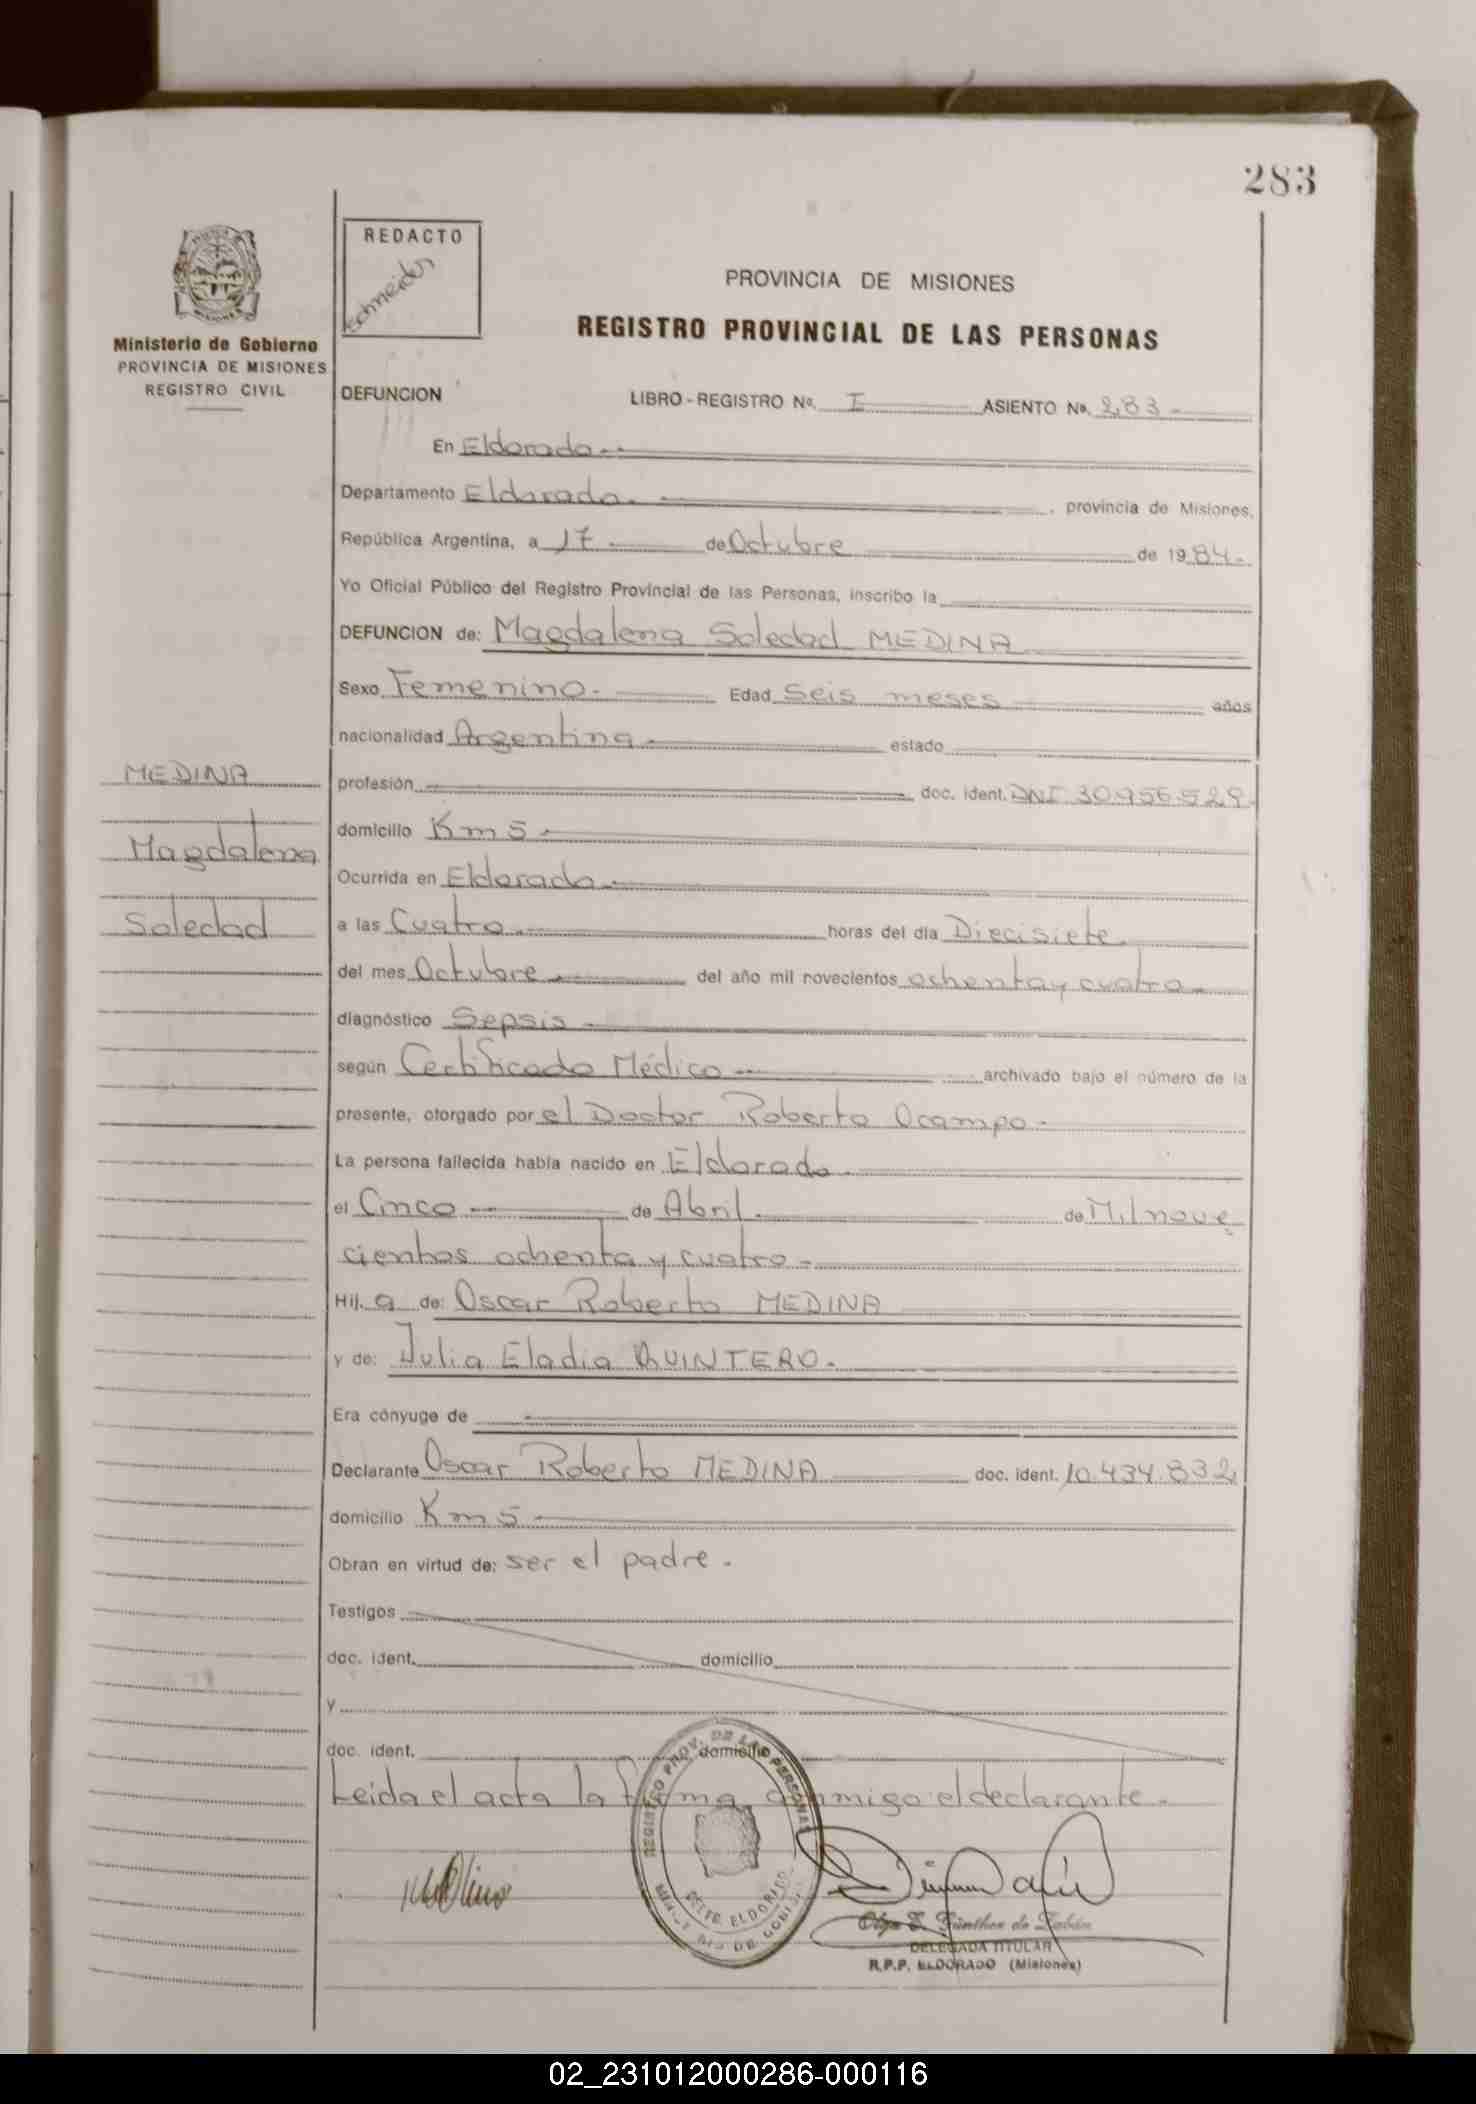 283
REDACTO
Schneider
Ministerio de Gobierno
PROVINCIA DE MISIONES
REGISTRO CIVIL
PROVINCIA DE MISIONES
REGISTRO PROVINCIAL DE LAS PERSONAS
DEFUNCION LIBRO - REGISTRO Nº. I ASIENTO Nº. 283.-
En Eldorado.-
Departamento Eldorado. , provincia de Misiones,
República Argentina, a 17 de Octubre de 1984.-
Yo Oficial Público del Registro Provincial de las Personas, inscribo la
DEFUNCION de: Magdalena Soledad MEDINA
Sexo Femenino. Edad Seis meses años
nacionalidad Argentina.- estado
MEDINA
Magdalena
Soledad
profesión doc. ident. DNI 30.956.529.
domicilio Km 5.-
Ocurrida en Eldorado.-
a las Cuatro. horas del día Diecisiete.
del mes Octubre del año mil novecientos ochenta y cuatro.-
diagnóstico Sepsis.-
según Certificado Médico archivado bajo el número de la
presente, otorgado por el Doctor Roberto Ocampo.-
La persona fallecida había nacido en Eldorado.
el Cinco de Abril. de Mil nove
cientos ochenta y cuatro.-
Hij. a de: Oscar Roberto MEDINA
y de: Julia Eladia QUINTERO.-
Era cónyuge de
Declarante Oscar Roberto MEDINA doc. ident. 10.434.832
domicilio Km 5
Obran en virtud de: ser el padre.
Testigos
doc. ident. domicilio
y
doc. ident. domicilio
Leida el acta la firma conmigo el declarante.-
REGISTRO PROV. DE LAS PERSONAS
DELEG. ELDORADO
DELEGADA TITULAR
R.P.P. ELDORADO (Misiones)
02_231012000286-000116